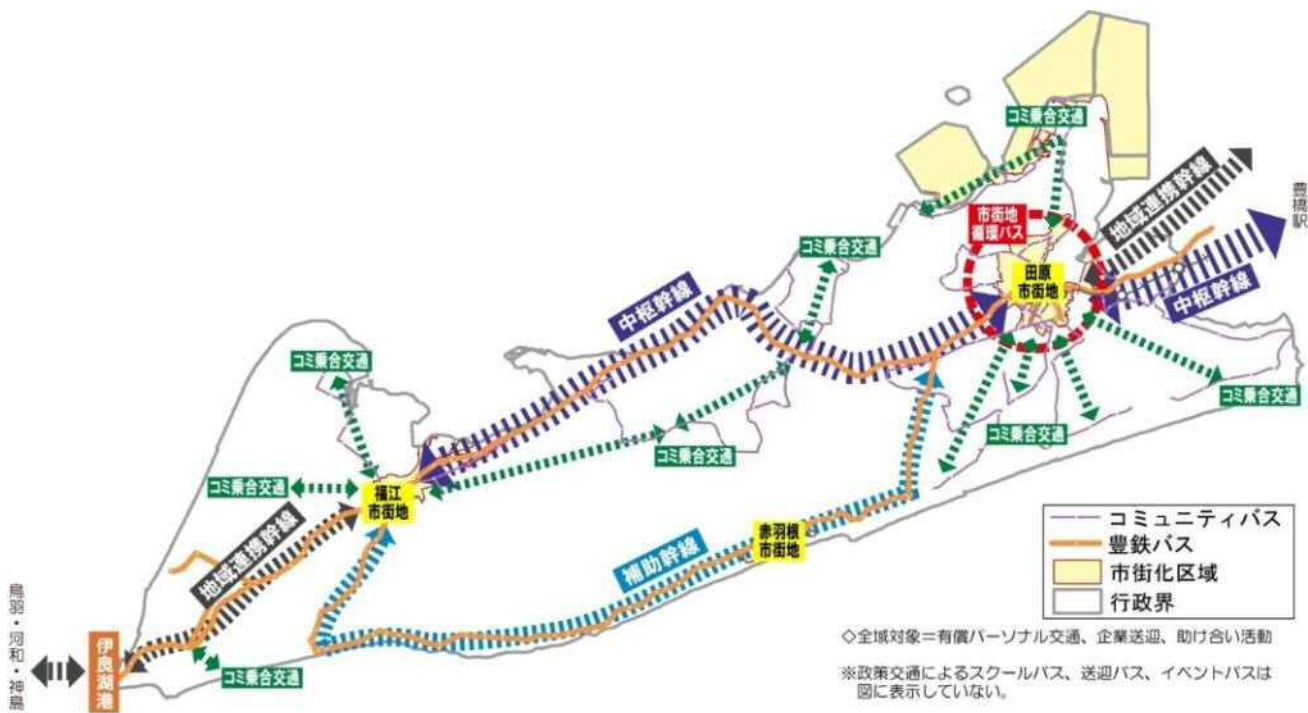 コミ乗合交通
地域連携幹線
豊橋駅
市街地
循環バス
コミ乗合交通
田原
市街地
中枢幹線
中枢幹線
コミ乗合交通
コミ乗合交通
コミ乗合交通
コミ乗合交通
コミ乗合交通
福江
市街地
赤羽根
市街地
補助幹線
地域連携幹線
鳥羽・河和・神島
伊良湖港
コミ乗合交通
コミュニティバス
豊鉄バス
市街化区域
行政界
◇全域対象＝有償パーソナル交通、企業送迎、助け合い活動
※政策交通によるスクールバス、送迎バス、イベントバスは
図に表示していない。